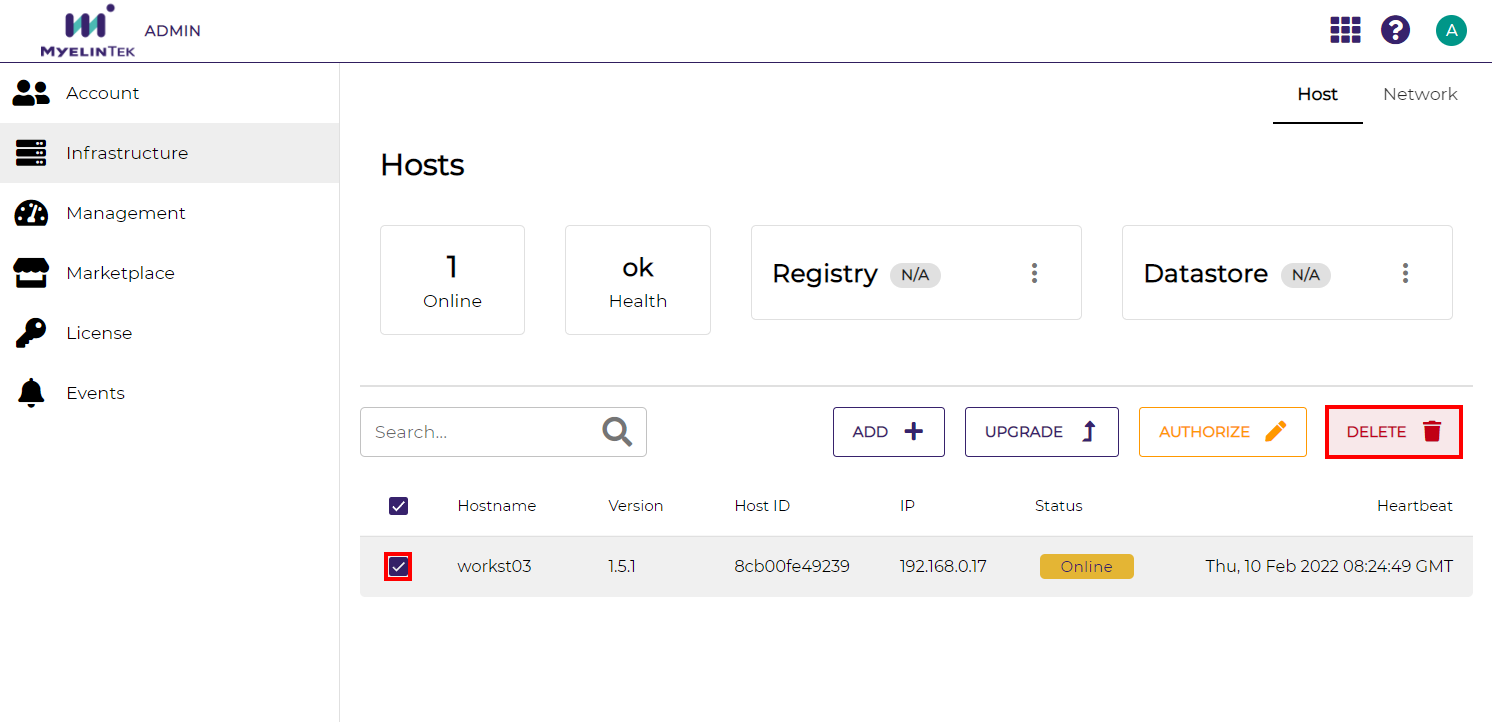 MYELINTEK
ADMIN
A
Account
Infrastructure
Management
Marketplace
License
Events
Host Network
Hosts
1
Online
ok
Health
Registry N/A
Datastore N/A
Search...
ADD UPGRADE AUTHORIZE DELETE
Hostname Version Host ID IP Status Heartbeat
workst03 1.5.1 8cb00fe49239 192.168.0.17 Online Thu, 10 Feb 2022 08:24:49 GMT